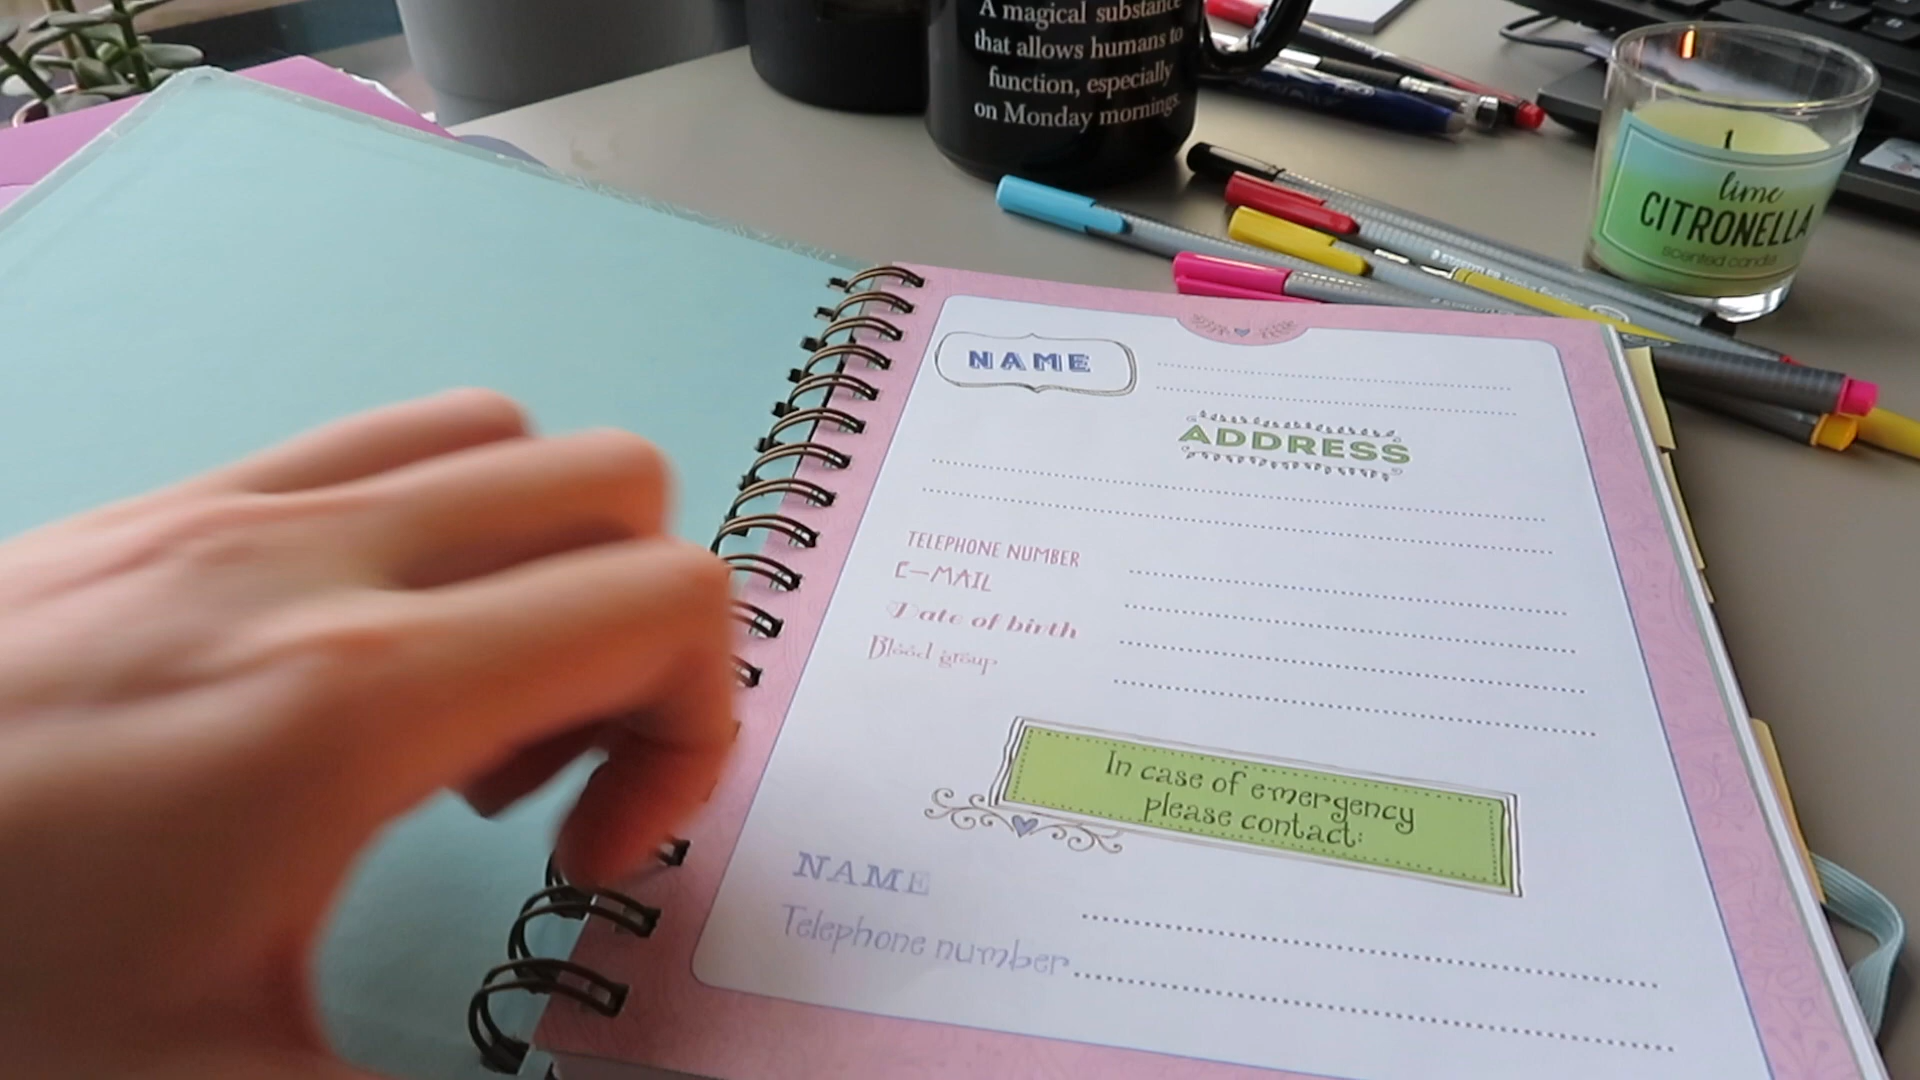 A magical substance
that allows humans to
function, especially
on Monday mornings.
lime
CITRONELLA
scented candle
STAEDTLER
NAME
ADDRESS
TELEPHONE NUMBER
E-MAIL
Date of birth
Blood group
In case of emergency
please contact:
NAME
Telephone number